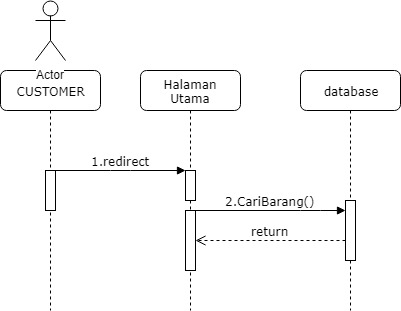 Actor
CUSTOMER
Halaman
Utama
database
1.redirect
2.CariBarang()
return